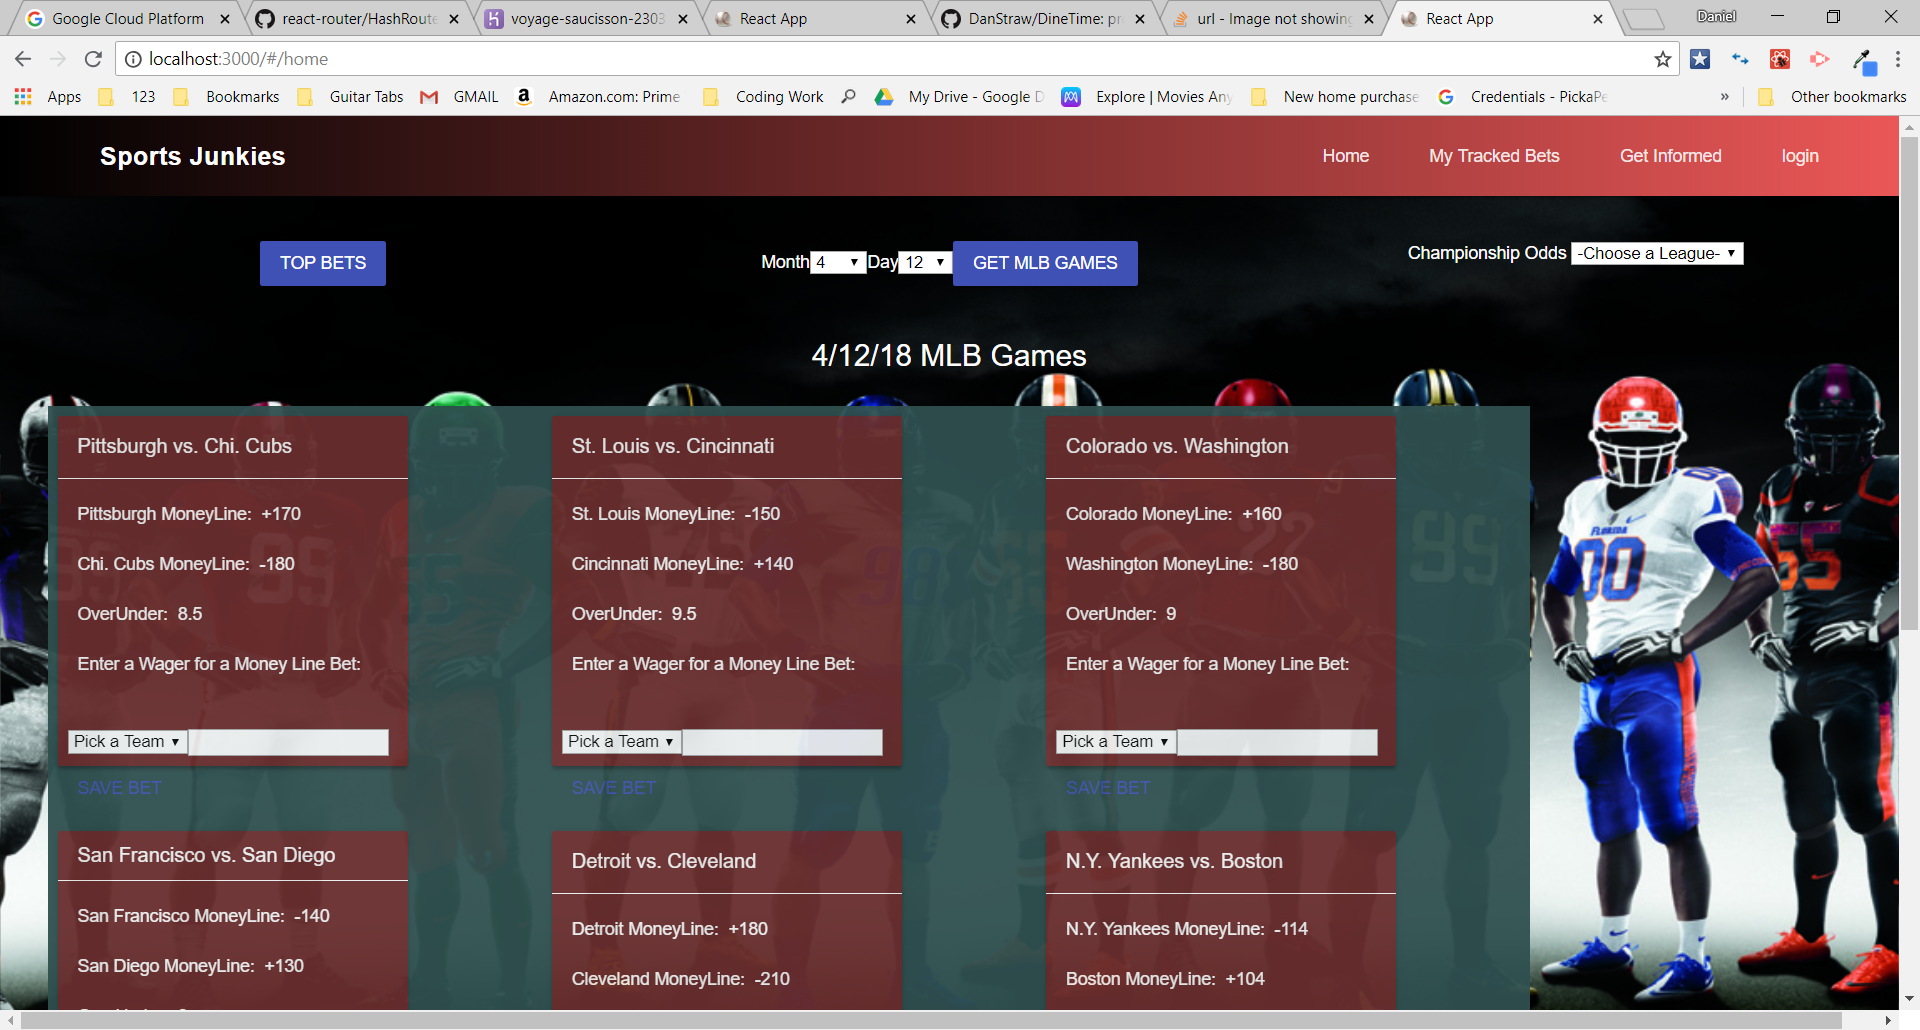 Google Cloud Platform
react-router/HashRoute
voyage-saucisson-2303
React App
DanStraw/DineTime: pr
url - Image not showing
React App
Daniel
localhost:3000/#/home
Apps
123
Bookmarks
Guitar Tabs
GMAIL
Amazon.com: Prime
Coding Work
My Drive - Google D
Explore | Movies Any
New home purchase
Credentials - PickaPe
»
Other bookmarks
Sports Junkies
Home
My Tracked Bets
Get Informed
login
TOP BETS
Month 4 Day 12 GET MLB GAMES
Championship Odds -Choose a League-
4/12/18 MLB Games
Pittsburgh vs. Chi. Cubs
Pittsburgh MoneyLine: +170
Chi. Cubs MoneyLine: -180
OverUnder: 8.5
Enter a Wager for a Money Line Bet:
Pick a Team
SAVE BET
St. Louis vs. Cincinnati
St. Louis MoneyLine: -150
Cincinnati MoneyLine: +140
OverUnder: 9.5
Enter a Wager for a Money Line Bet:
Pick a Team
SAVE BET
Colorado vs. Washington
Colorado MoneyLine: +160
Washington MoneyLine: -180
OverUnder: 9
Enter a Wager for a Money Line Bet:
Pick a Team
SAVE BET
San Francisco vs. San Diego
San Francisco MoneyLine: -140
San Diego MoneyLine: +130
Detroit vs. Cleveland
Detroit MoneyLine: +180
Cleveland MoneyLine: -210
N.Y. Yankees vs. Boston
N.Y. Yankees MoneyLine: -114
Boston MoneyLine: +104
FLORIDA
00
55
99
99